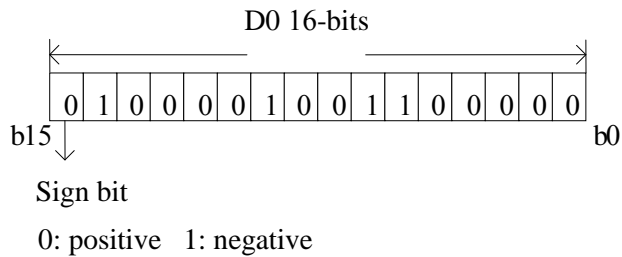 D0 16-bits
0 1 0 0 0 0 1 0 0 1 1 0 0 0 0 0
b15 b0
Sign bit
0: positive 1: negative